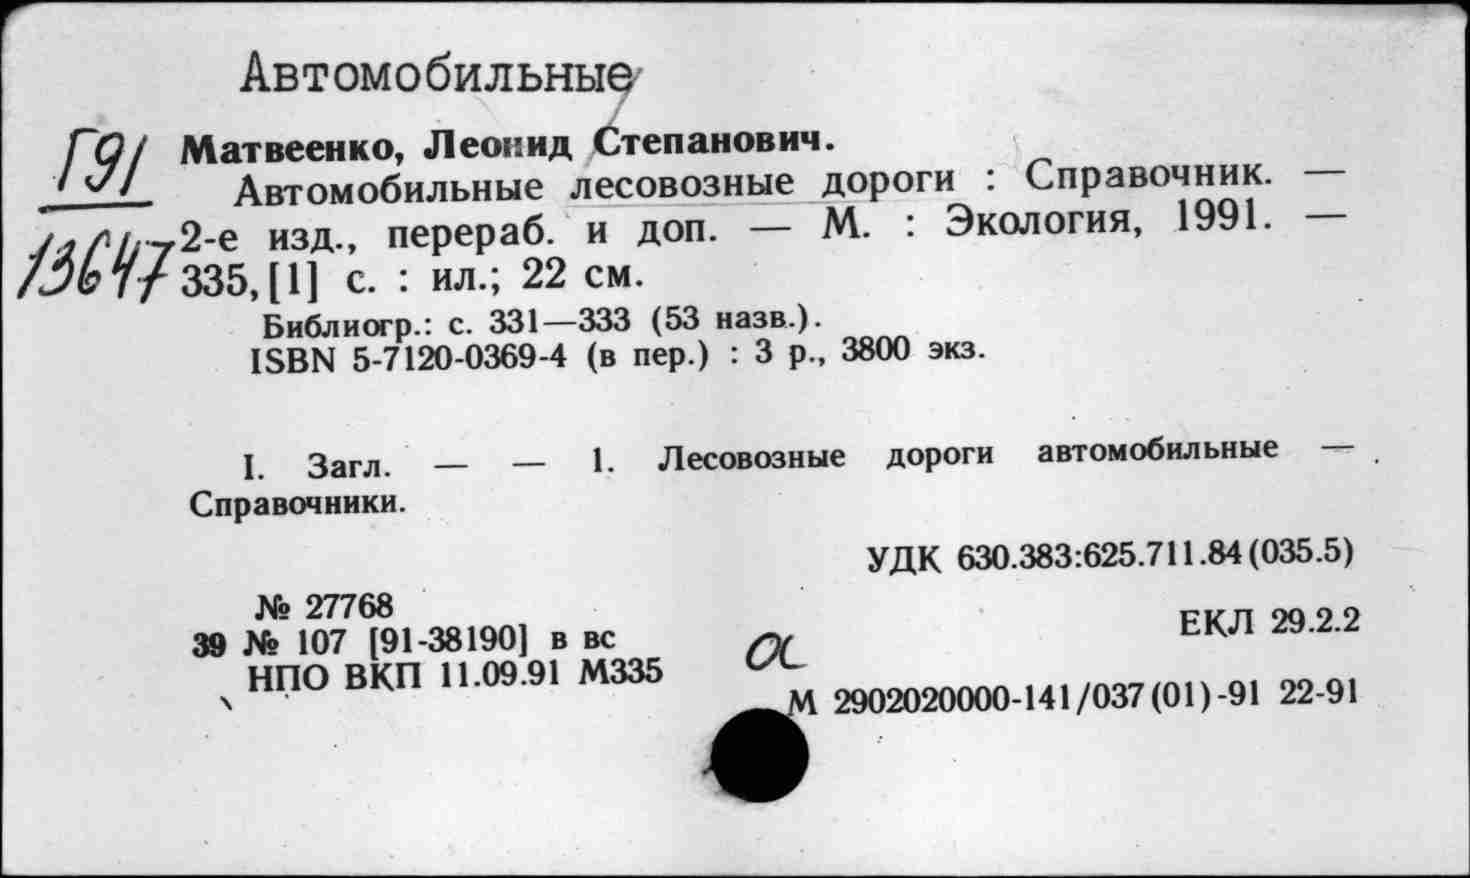 Автомобильные
Г91
13647
Матвеенко, Леонид Степанович.
Автомобильные лесовозные дороги : Справочник. —
2-е изд., перераб. и доп. — М. : Экология, 1991. —
335,[1] с. : ил.; 22 см.
Библиогр.: с. 331—333 (53 назв.).
ISBN 5-7120-0369-4 (в пер.) : 3 р., 3800 экз.
I. Загл. — — 1. Лесовозные дороги автомобильные —
Справочники.
УДК 630.383:625.711.84(035.5)
№ 27768
ЕКЛ 29.2.2
39 № 107 [91-38190] в вс
НПО ВКП 11.09.91 М335
М 2902020000-141/037(01)-91 22-91